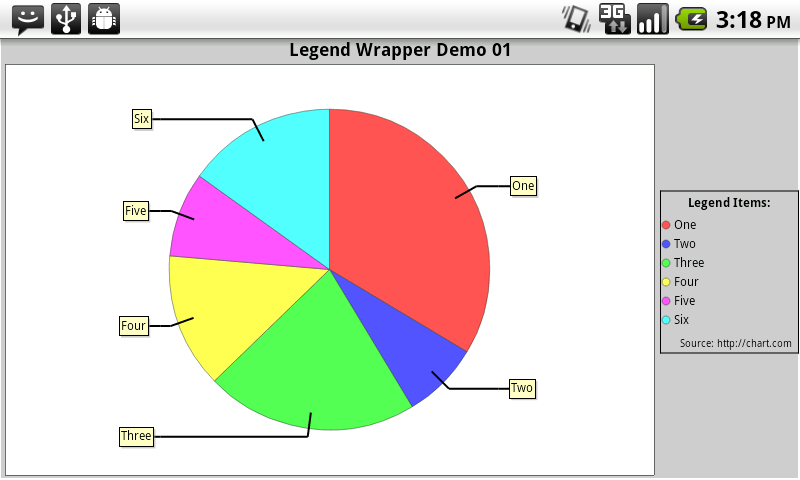 3G
3:18 PM
Legend Wrapper Demo 01
Six
One
Five
Four
Two
Three
Legend Items:
One
Two
Three
Four
Five
Six
Source: http://chart.com